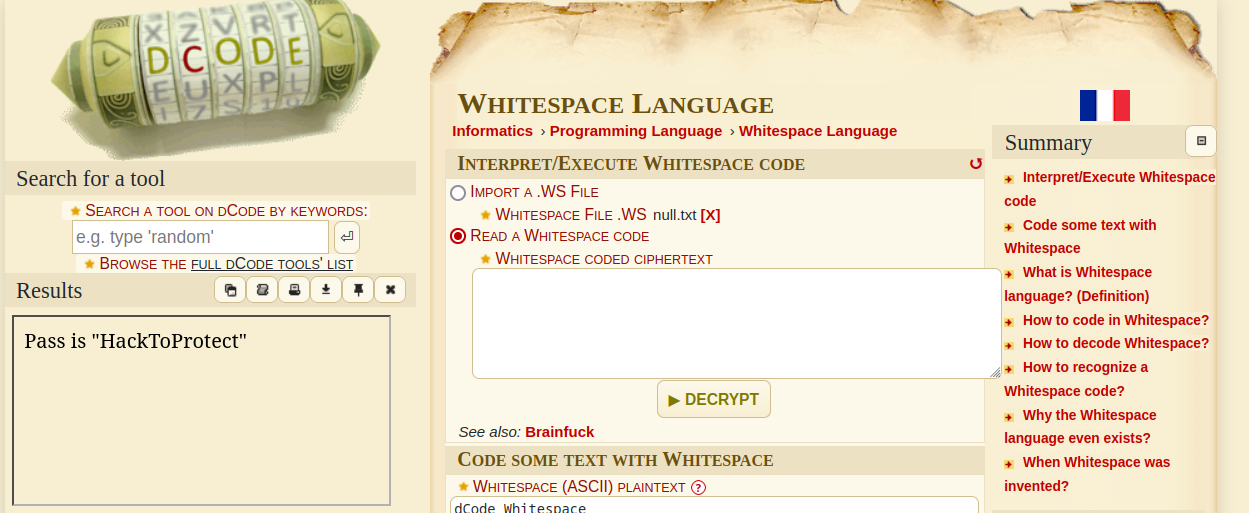 X Z V R T
D C O D E
E U X P L
Search for a tool
Search a tool on dCode by keywords:
e.g. type 'random'
Browse the full dCode tools' list
Results
Pass is "HackToProtect"
Whitespace Language
Informatics › Programming Language › Whitespace Language
Interpret/Execute Whitespace code
Import a .WS File
Whitespace File .WS null.txt [X]
Read a Whitespace code
Whitespace coded ciphertext
▶ DECRYPT
See also: Brainfuck
Code some text with Whitespace
Whitespace (ASCII) plaintext ?
dCode Whitespace
Summary
Interpret/Execute Whitespace
code
Code some text with
Whitespace
What is Whitespace
language? (Definition)
How to code in Whitespace?
How to decode Whitespace?
How to recognize a
Whitespace code?
Why the Whitespace
language even exists?
When Whitespace was
invented?